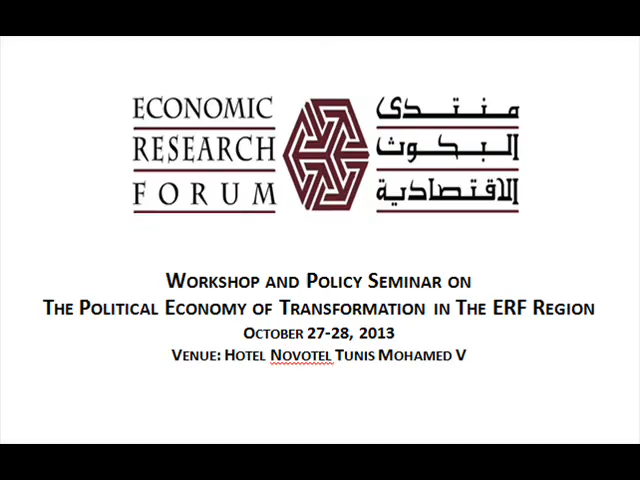 ECONOMIC
RESEARCH
FORUM
منتدى
البحوث
الاقتصادية
WORKSHOP AND POLICY SEMINAR ON
THE POLITICAL ECONOMY OF TRANSFORMATION IN THE ERF REGION
OCTOBER 27-28, 2013
VENUE: HOTEL NOVOTEL TUNIS MOHAMED V